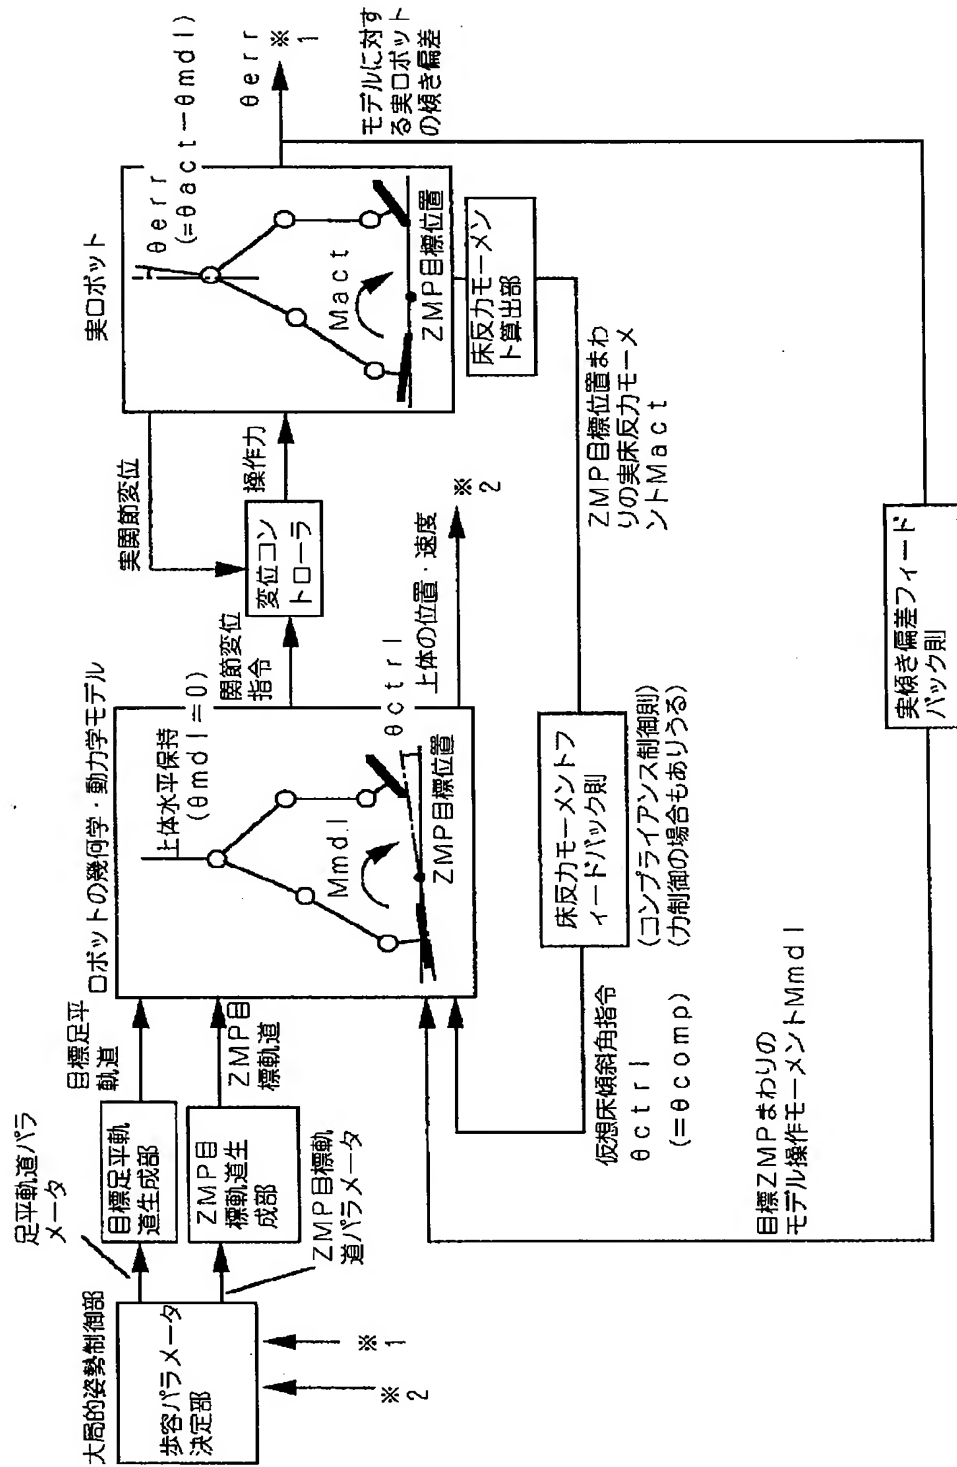 大局的姿勢制御部
歩容パラメータ
決定部
※
1
※
2
足平軌道パラ
メータ
目標足平軌
道生成部
ZMP目
標軌道生
成部
ZMP目標軌
道パラメータ
目標足平
軌道
ZMP目
標軌道
ロボットの幾何学・動力学モデル
上体水平保持
(θmdl=0)
Mmdl
θctrl
ZMP目標位置
関節変位
指令
変位コン
トローラ
実関節変位
操作力
上体の位置・速度
※
2
実ロボット
θerr
(=θact−θmdl)
Mact
ZMP目標位置
θerr
※
1
モデルに対す
る実ロボット
の傾き偏差
床反力モーメン
ト算出部
ZMP目標位置まわ
りの実床反力モーメ
ントMact
床反力モーメントフ
ィードバック則
(コンプライアンス制御則)
(力制御の場合もありうる)
仮想床傾斜角指令
θctrl
(=θcomp)
目標ZMPまわりの
モデル操作モーメントMmdl
実傾き偏差フィード
バック則